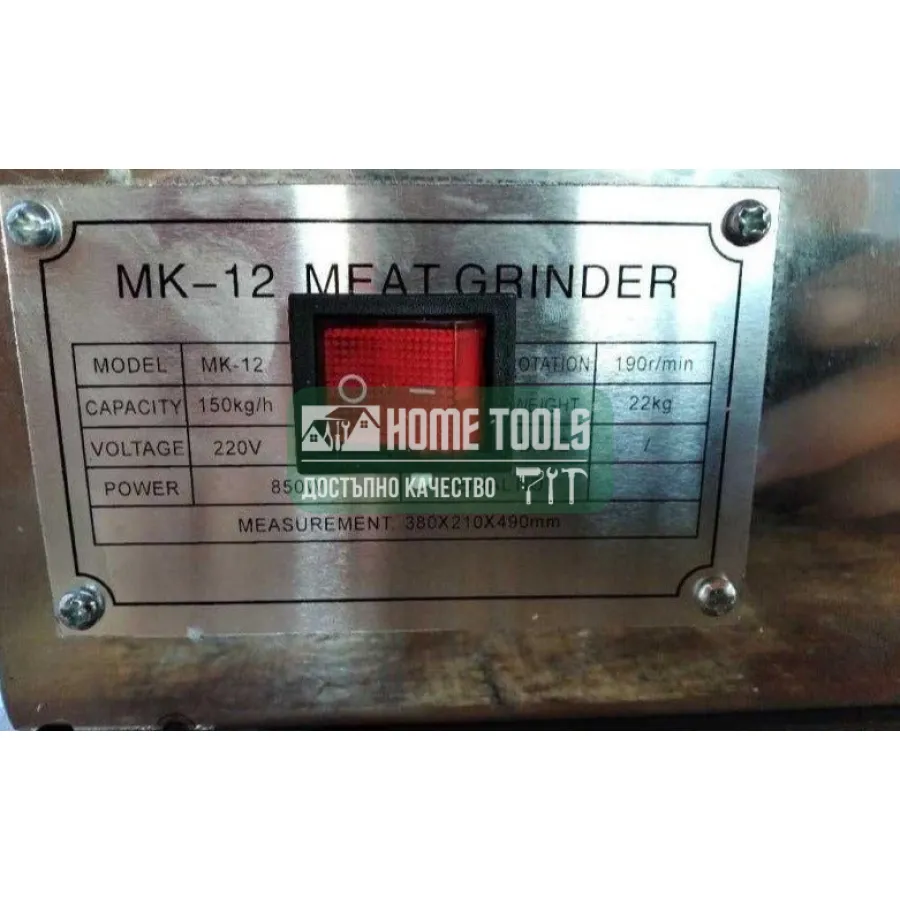 MK-12 MEAT GRINDER
MODEL MK-12 190r/min
CAPACITY 150kg/h 22kg
HOME TOOLS
VOLTAGE 220V /
POWER
ДОСТЪПНО КАЧЕСТВО
MEASUREMENT 380X210X490mm